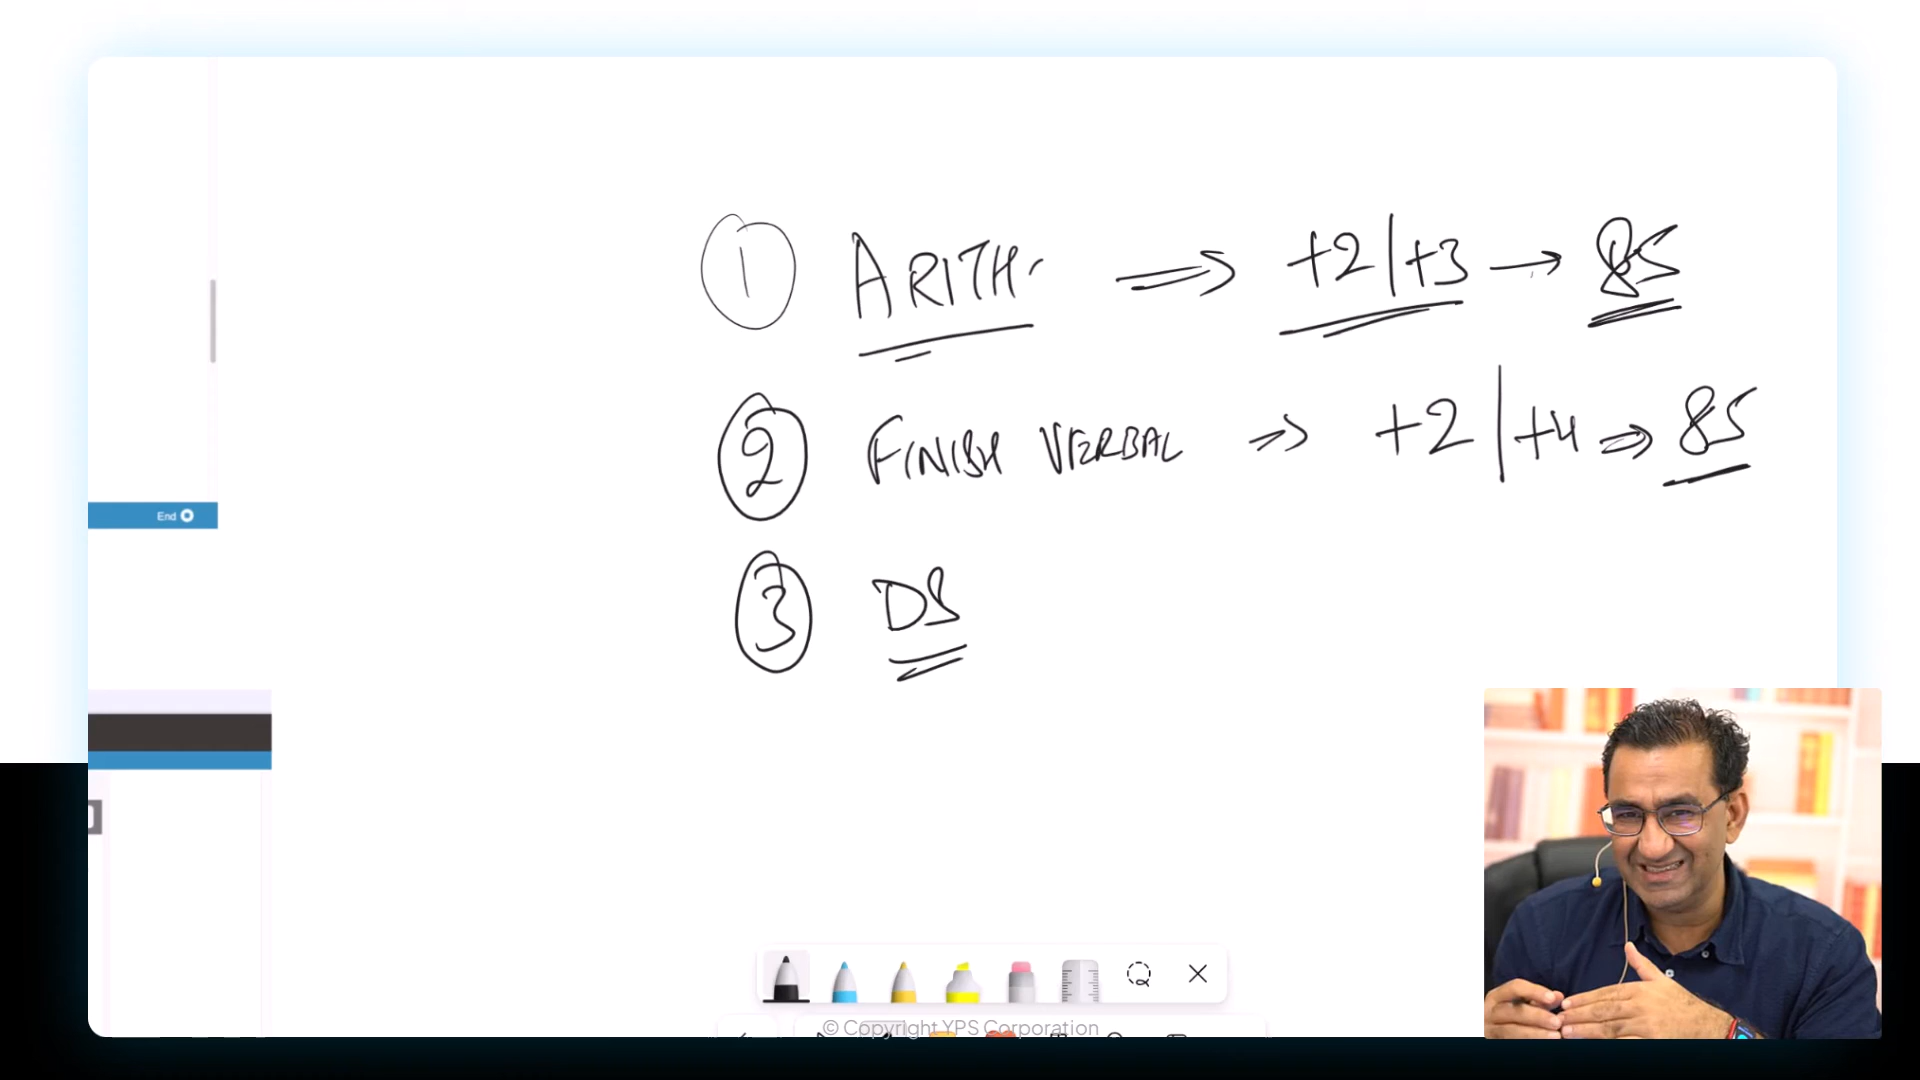 ① ARITH. ⇒ +2|+3 → 85
② FINISH VERBAL ⇒ +2|+4 ⇒ 85
End
③ DS
© Copyright YPS Corporation